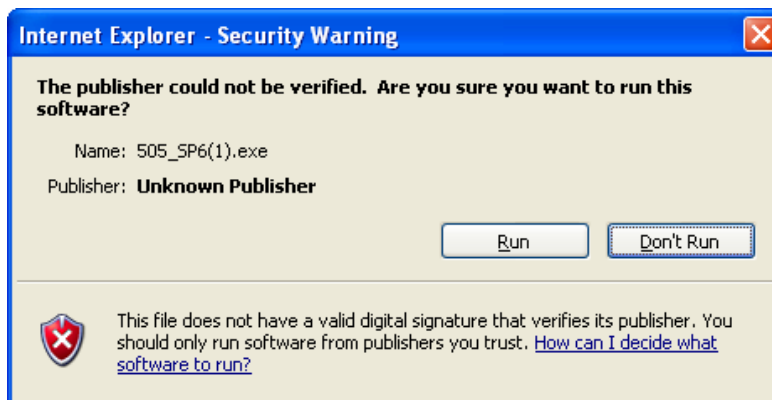 Internet Explorer - Security Warning
The publisher could not be verified. Are you sure you want to run this
software?
Name: 505_SP6(1).exe
Publisher: Unknown Publisher
Run Don't Run
This file does not have a valid digital signature that verifies its publisher. You
should only run software from publishers you trust. How can I decide what
software to run?